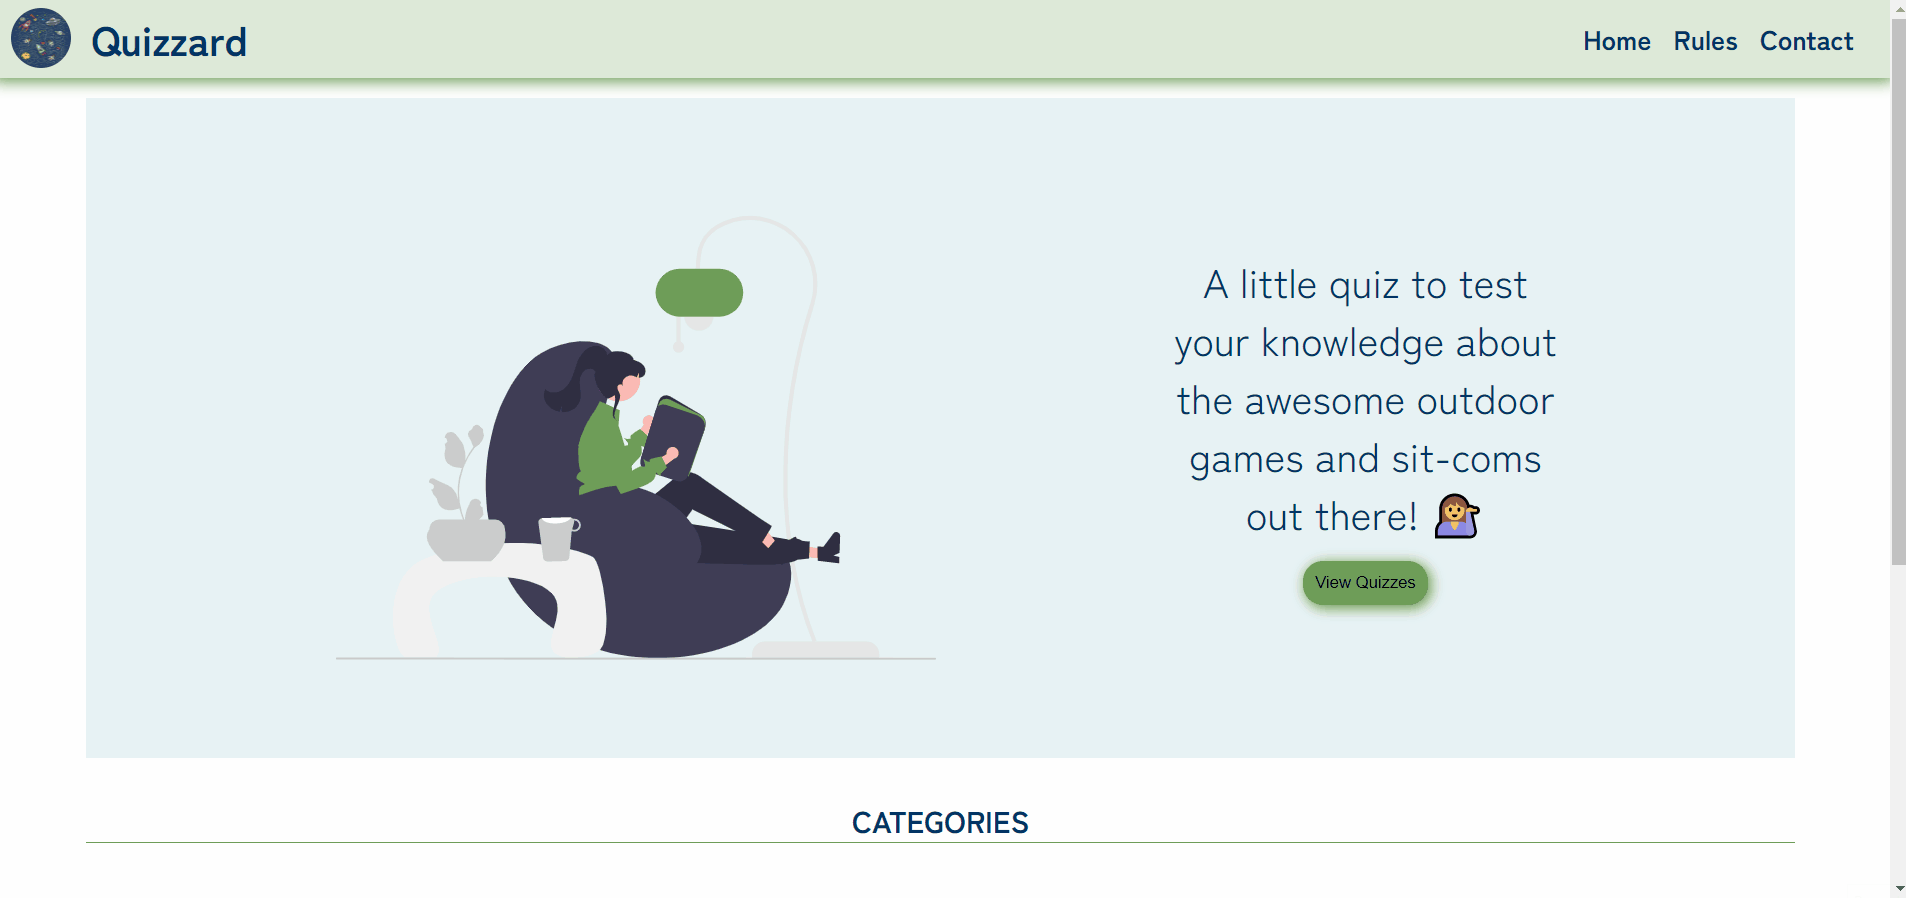 Quizzard
Home Rules Contact
A little quiz to test
your knowledge about
the awesome outdoor
games and sit-coms
out there! 💁🏽‍♀️
View Quizzes
CATEGORIES